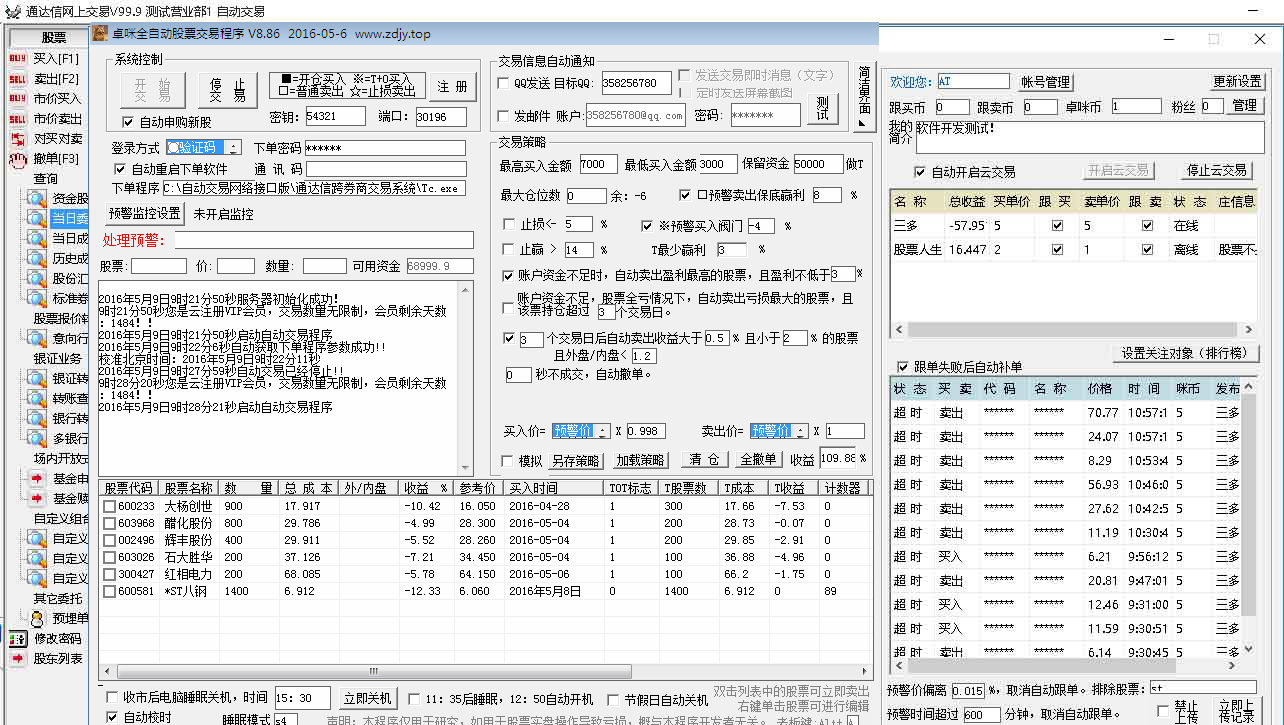 通达信网上交易V99.9 测试营业部1 自动交易
股票
买入[F1]
卖出[F2]
市价买入
市价卖出
对买对卖
撤单[F3]
查询
资金股
当日委
当日成
历史成
股份汇
标准券
股票报价
意向行
银证业务
银证转
转账查
银行转
多银行
场内开放式
基金申
基金赎
自定义组合
自定义
自定义
自定义
其它委托
预埋单
修改密码
股东列表
卓咪全自动股票交易程序 V8.86 2016-05-6 www.zdjy.top
系统控制
开始交易
停止交易
■=开仓买入 ※=T+0买入
口=普通卖出 ☆=止损卖出
注 册
自动申购新股
密钥: 54321 端口: 30196
登录方式 验证码 下单密码 ******
自动重启下单软件 通 讯 码
下单程序 C:\自动交易网络接口版\通达信跨券商交易系统\Tc.exe
预警监控设置 未开启监控
处理预警:
股票: 价: 数量: 可用资金 68999.9
2016年5月9日9时21分50秒服务器初始化成功!
9时21分50秒您是云注册VIP会员，交易数量无限制，会员剩余天数
: 1484! !
2016年5月9日9时21分50秒启动自动交易程序
2016年5月9日9时22分6秒自动获取下单程序参数成功!!
校准北京时间: 2016年5月9日9时22分11秒
2016年5月9日9时27分59秒自动交易已经停止!!
9时28分20秒您是云注册VIP会员，交易数量无限制，会员剩余天数
: 1484! !
2016年5月9日9时28分21秒启动自动交易程序
交易信息自动通知
QQ发送 目标QQ: 358256780 发送交易即时消息（文字）
定时发送屏幕截图
发邮件 账户: 358256780@qq.com 密码: *******
测试
简洁界面
交易策略
最高买入金额 7000 最低买入金额 3000 保留资金 50000 做T
最大仓位数 0 余: -6 口预警卖出保底赢利 8 %
止损<- 5 % ※预警买入阀门 -4 %
止赢 > 14 % T最少赢利 3 %
账户资金不足时，自动卖出盈利最高的股票，且盈利不低于 3 %
账户资金不足，股票全亏情况下，自动卖出亏损最大的股票，且
该票持仓超过 3 个交易日。
3 个交易日后自动卖出收益大于 0.5 % 且小于 2 % 的股票
且外盘/内盘< 1.2
0 秒不成交，自动撤单。
买入价= 预警价 X 0.998 卖出价= 预警价 X 1
模拟 另存策略 加载策略 清 仓 全撤单 收益 109.86 %
股票代码 股票名称 数 量 总 成 本 外/内盘 收益 % 参考价 买入时间 TOT标志 T股票数 T成本 T收益 计数器
600233 大杨创世 900 17.917 -10.42 16.050 2016-04-28 1 300 17.66 -7.53 0
603968 醋化股份 800 29.786 -4.99 28.300 2016-05-04 1 200 28.73 -0.07 0
002496 辉丰股份 400 29.911 -5.52 28.260 2016-05-04 1 200 29.85 -2.91 0
603026 石大胜华 200 37.126 -7.21 34.450 2016-05-04 1 100 36.83 -4.96 0
300427 红相电力 200 68.085 -5.78 64.150 2016-05-06 1 100 66.2 -1.75 0
600581 *ST八钢 1400 6.912 -12.33 6.060 2016年5月8日 0 1400 6.912 0 89
收市后电脑睡眠关机，时间 15: 30 立即关机 11: 35后睡眠，12: 50自动开机 节假日自动关机
双击列表中的股票可立即卖出
右键单击股票可进行编辑
自动校时 睡眠模式 s4
声明: 本程序仅用于研究，如用于股票实盘操作导致亏损，概与本程序开发者无关。 老板键: Alt+ A
欢迎您: AT 帐号管理 更新设置
跟买币 0 跟卖币 0 卓咪币 1 粉丝 0 管理
我的简介 软件开发测试!
自动开启云交易 开启云交易 停止云交易
名 称 总收益 买单价 跟 买 卖单价 跟 卖 状 态 庄信息
三多 -57.95 5 5 在线
股票人生 16.447 2 1 离线 股票不
设置关注对象（排行榜）
跟单失败后自动补单
状 态 买 卖 代 码 名 称 价格 时 间 咪币 发布
超 时 卖出 ****** ****** 70.77 10:57:1 5 三多
超 时 卖出 ****** ****** 24.07 10:57:1 5 三多
超 时 卖出 ****** ****** 8.29 10:53:4 5 三多
超 时 卖出 ****** ****** 56.93 10:46:0 5 三多
超 时 卖出 ****** ****** 27.62 10:42:5 5 三多
超 时 卖出 ****** ****** 11.19 10:30:4 5 三多
超 时 买入 ****** ****** 6.21 9:56:12 5 三多
超 时 卖出 ****** ****** 20.81 9:47:01 5 三多
超 时 买入 ****** ****** 12.46 9:31:00 5 三多
超 时 买入 ****** ****** 11.59 9:30:51 5 三多
超 时 卖出 ****** ****** 6.14 9:30:45 5 三多
预警价偏离 0.015 %，取消自动跟单。排除股票: st
预警时间超过 600 分钟，取消自动跟单。 禁止 立即